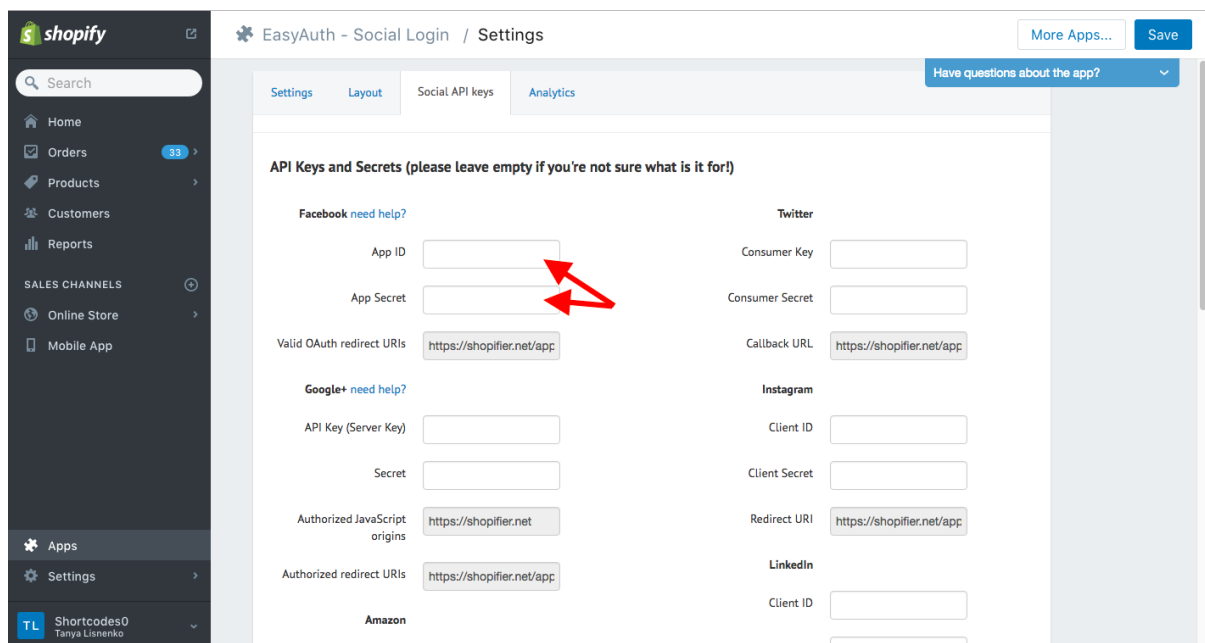 shopify
Search
Home
Orders 33
Products
Customers
Reports
SALES CHANNELS
Online Store
Mobile App
Apps
Settings
TL Shortcodes0
Tanya Lisnenko
EasyAuth - Social Login / Settings
More Apps...
Save
Have questions about the app?
Settings
Layout
Social API keys
Analytics
API Keys and Secrets (please leave empty if you're not sure what is it for!)
Facebook need help?
App ID
App Secret
Valid OAuth redirect URIs https://shopifier.net/app
Google+ need help?
API Key (Server Key)
Secret
Authorized JavaScript
origins
https://shopifier.net
Authorized redirect URIs https://shopifier.net/app
Amazon
Twitter
Consumer Key
Consumer Secret
Callback URL https://shopifier.net/app
Instagram
Client ID
Client Secret
Redirect URI https://shopifier.net/app
LinkedIn
Client ID